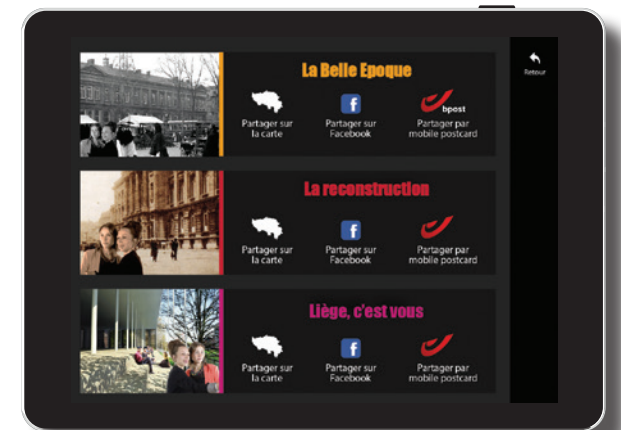 La Belle Epoque
Retour
bpost
Partager sur
la carte
Partager sur
Facebook
Partager par
mobile postcard
La reconstruction
Partager sur
la carte
Partager sur
Facebook
Partager par
mobile postcard
Liège, c'est vous
Partager sur
la carte
Partager sur
Facebook
Partager par
mobile postcard